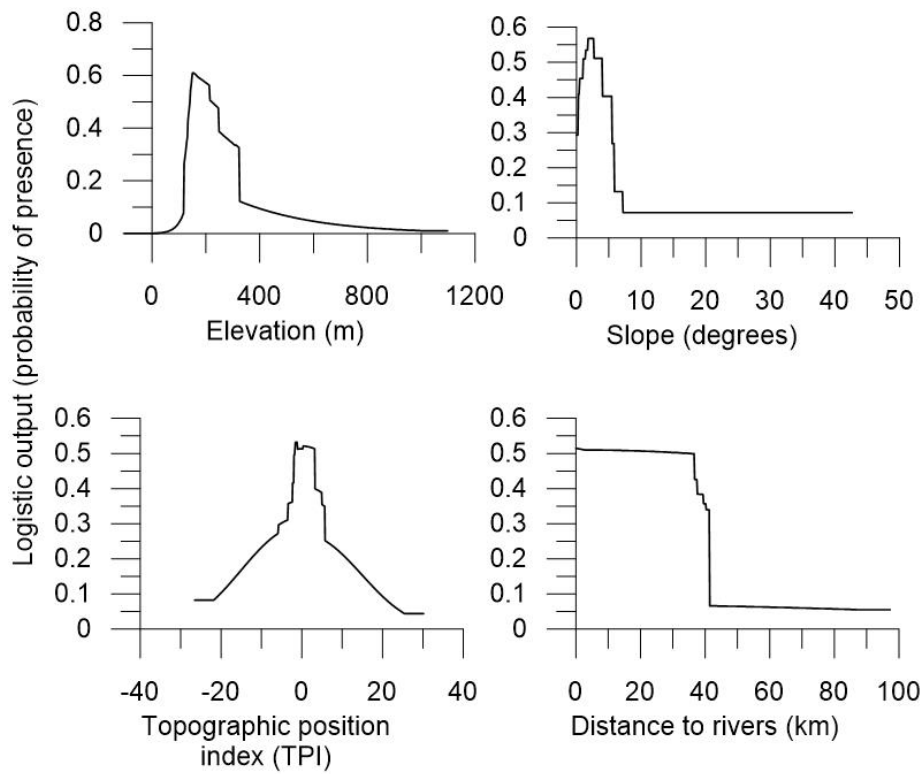 Logistic output (probability of presence)
0.8
0.6
0.4
0.2
0
0 400 800 1200
Elevation (m)
0.6
0.5
0.4
0.3
0.2
0.1
0
0 10 20 30 40 50
Slope (degrees)
0.6
0.5
0.4
0.3
0.2
0.1
0
-40 -20 0 20 40
Topographic position
index (TPI)
0.6
0.5
0.4
0.3
0.2
0.1
0
0 20 40 60 80 100
Distance to rivers (km)